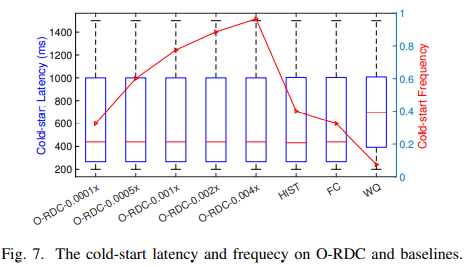 Cold-star: Latency (ms)
1400
1200
1000
800
600
400
200
1
0.8
0.6
0.4
0.2
0
Cold-start Frequency
O-RDC-0.0001x
O-RDC-0.0005x
O-RDC-0.001x
O-RDC-0.002x
O-RDC-0.004x
HIST
FC
WQ
Fig. 7. The cold-start latency and frequecy on O-RDC and baselines.